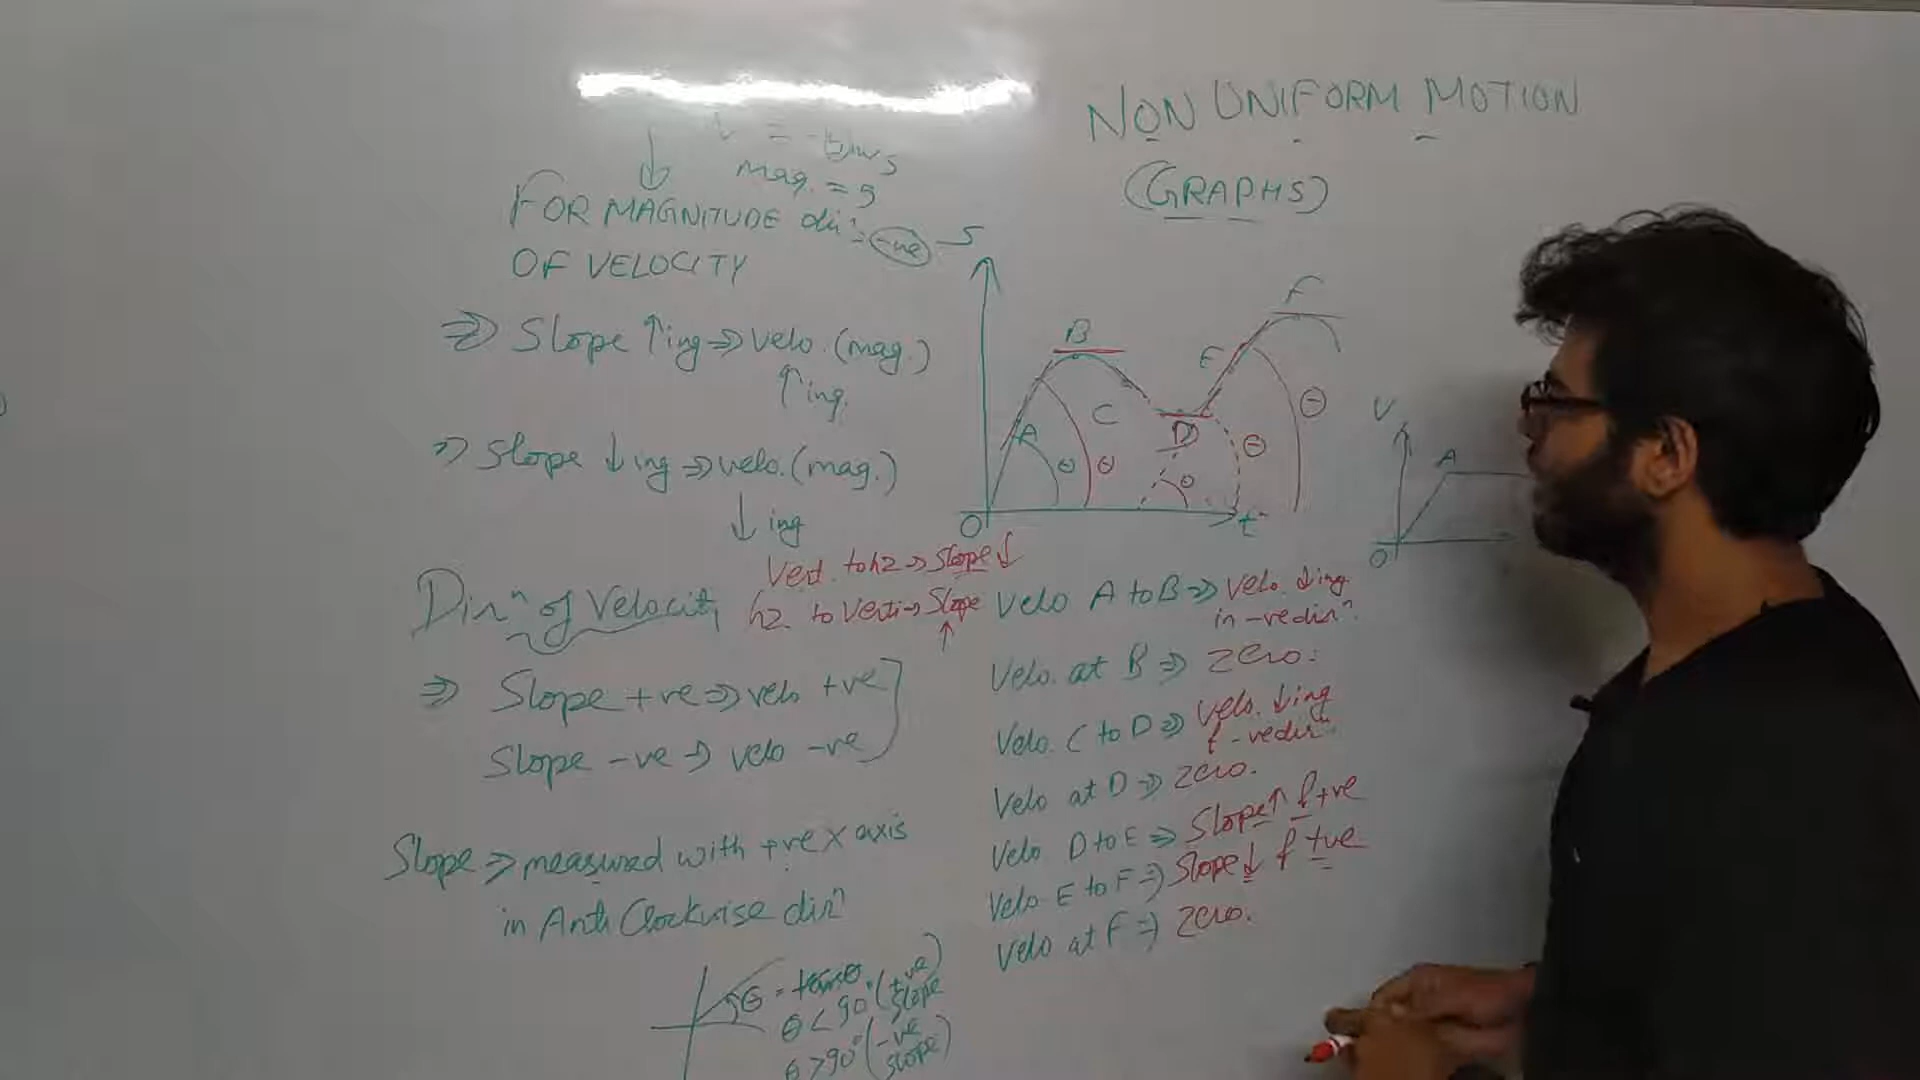 NON UNIFORM MOTION
(GRAPHS)
mag. = 5
FOR MAGNITUDE dirn = -ve
OF VELOCITY
⇒ Slope ↑ing ⇒ velo. (mag.)
↑ing.
⇒ Slope ↓ing ⇒ velo. (mag.)
↓ing
Dirn of Velocity
⇒ Slope +ve ⇒ velo +ve
Slope -ve ⇒ velo -ve
Slope ⇒ measured with +ve x axis
in Anti Clockwise dirn
θ = tanθ
θ < 90° (+ve slope)
θ > 90° (-ve slope)
Vert. to hz ⇒ Slope ↓
hz to verti ⇒ Slope ↑
S
A
B
C
D
E
F
θ
θ
θ
θ
θ
O
t
V
A
O
Velo A to B ⇒ velo. ↓ing
in -ve dirn
Velo. at B ⇒ zero.
Velo. C to D ⇒ velo. ↓ing
f -ve dirn
Velo at D ⇒ zero.
Velo D to E ⇒ Slope ↑ f +ve
Velo E to F ⇒ Slope ↓ f +ve
Velo at F ⇒ zero.